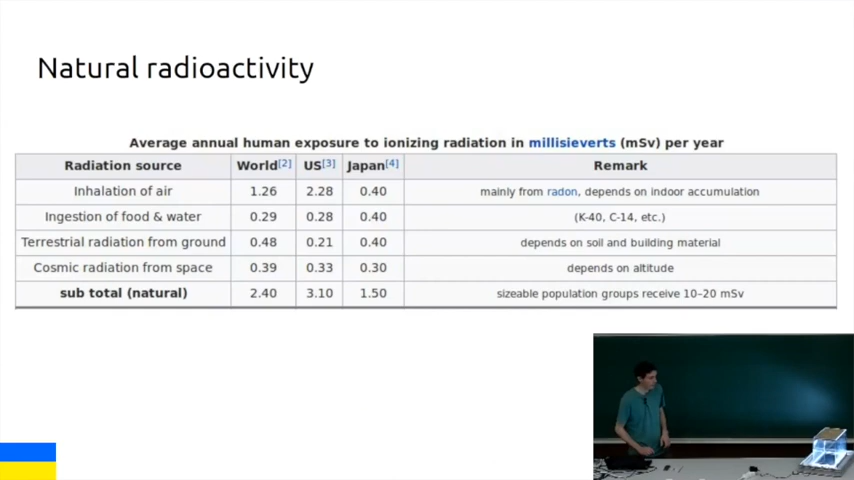 Natural radioactivity
Average annual human exposure to ionizing radiation in millisieverts (mSv) per year
Radiation source World[2] US[3] Japan[4] Remark
Inhalation of air 1.26 2.28 0.40 mainly from radon, depends on indoor accumulation
Ingestion of food & water 0.29 0.28 0.40 (K-40, C-14, etc.)
Terrestrial radiation from ground 0.48 0.21 0.40 depends on soil and building material
Cosmic radiation from space 0.39 0.33 0.30 depends on altitude
sub total (natural) 2.40 3.10 1.50 sizeable population groups receive 10–20 mSv